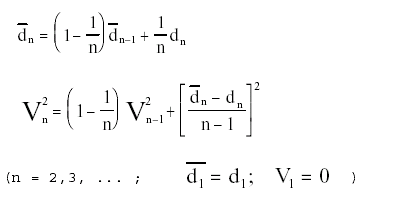 d̅ₙ = (1 − 1/n) d̅ₙ₋₁ + 1/n dₙ
V²ₙ = (1 − 1/n) V²ₙ₋₁ + [(d̅ₙ − dₙ)/(n − 1)]²
(n = 2,3, ... ; d̅₁ = d₁; V₁ = 0 )